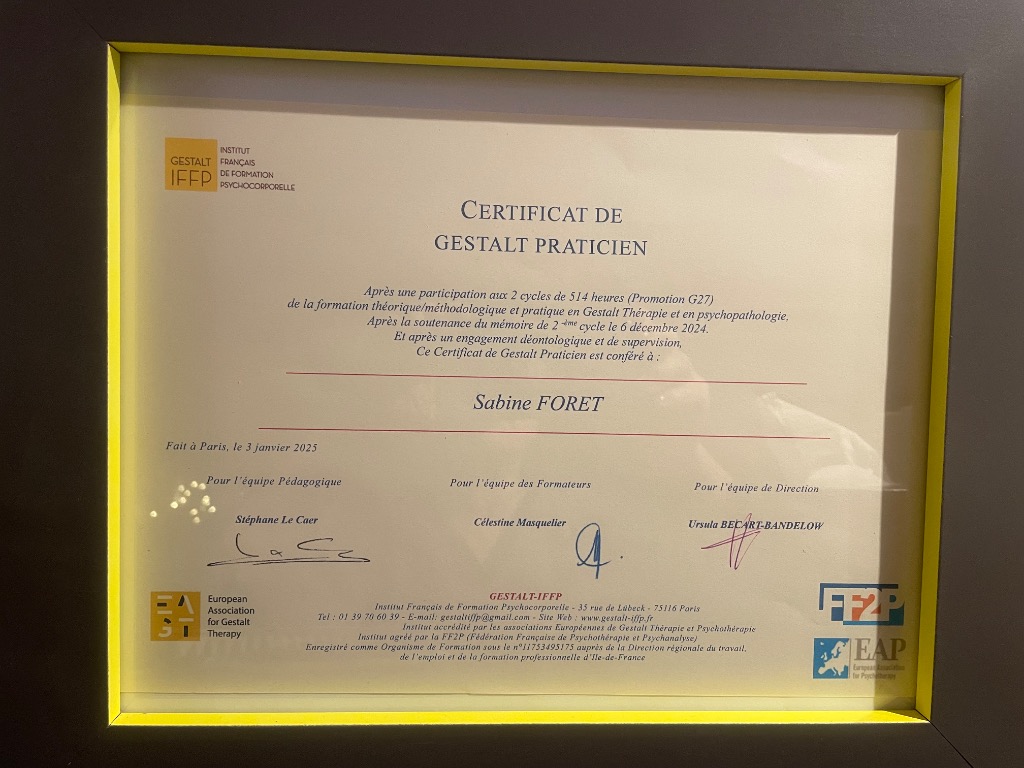 GESTALT
IFFP
INSTITUT
FRANÇAIS
DE FORMATION
PSYCHOCORPORELLE
CERTIFICAT DE
GESTALT PRATICIEN
Après une participation aux 2 cycles de 514 heures (Promotion G27)
de la formation théorique/méthodologique et pratique en Gestalt Thérapie et en psychopathologie,
Après la soutenance du mémoire de 2 -ème cycle le 6 décembre 2024.
Et après un engagement déontologique et de supervision,
Ce Certificat de Gestalt Praticien est conféré à :
Sabine FORET
Fait à Paris, le 3 janvier 2025
Pour l'équipe Pédagogique
Pour l'équipe des Formateurs
Pour l'équipe de Direction
Stéphane Le Caer
Célestine Masquelier
Ursula BECART-BANDELOW
EA
ST
European
Association
for Gestalt
Therapy
GESTALT-IFFP
Institut Français de Formation Psychocorporelle - 35 rue de Lübeck - 75116 Paris
Tel : 01 39 70 60 39 - E-mail: gestaltiffp@gmail.com - Site Web : www.gestalt-iffp.fr
Institut accrédité par les associations Européennes de Gestalt Thérapie et Psychothérapie
Institut agréé par la FF2P (Fédération Française de Psychothérapie et Psychanalyse)
Enregistré comme Organisme de Formation sous le n°11753495175 auprès de la Direction régionale du travail,
de l'emploi et de la formation professionnelle d'Ile-de-France
FF2P
EAP
European Association
for Psychotherapy